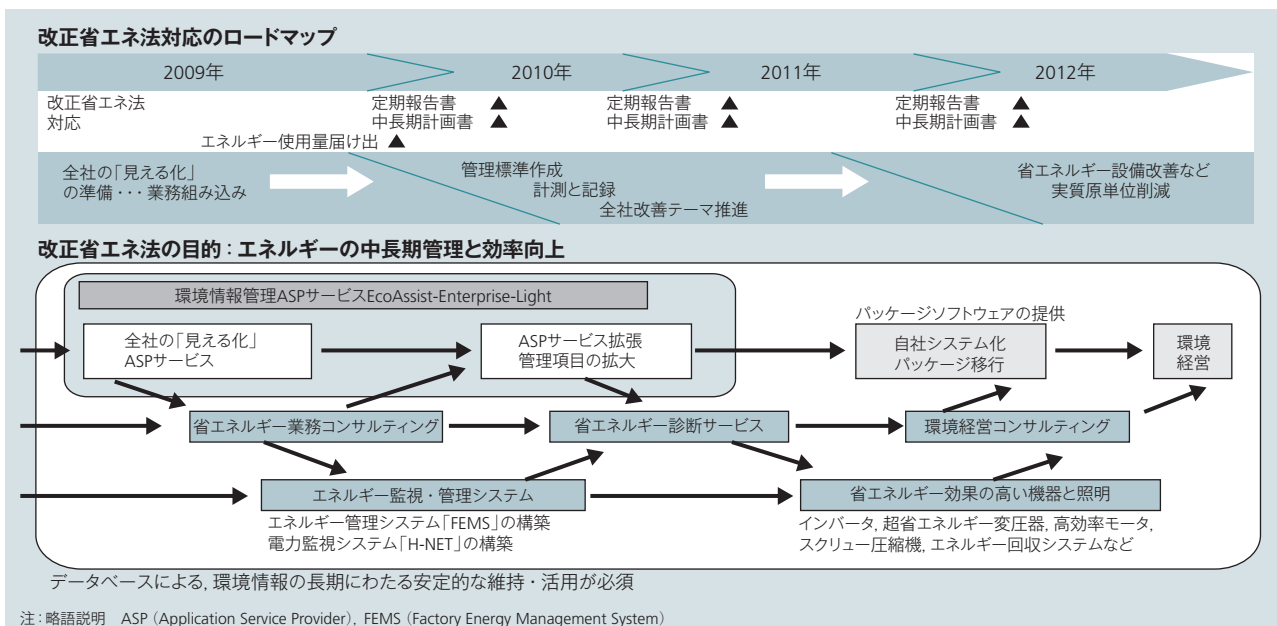 改正省エネ法対応のロードマップ
2009年
2010年
2011年
2012年
改正省エネ法
対応
定期報告書 ▲
中長期計画書 ▲
定期報告書 ▲
中長期計画書 ▲
定期報告書 ▲
中長期計画書 ▲
エネルギー使用量届け出 ▲
全社の「見える化」
の準備・・・業務組み込み
管理標準作成
計測と記録
全社改善テーマ推進
省エネルギー設備改善など
実質原単位削減
改正省エネ法の目的：エネルギーの中長期管理と効率向上
環境情報管理ASPサービスEcoAssist-Enterprise-Light
全社の「見える化」
ASPサービス
ASPサービス拡張
管理項目の拡大
パッケージソフトウェアの提供
自社システム化
パッケージ移行
環境
経営
省エネルギー業務コンサルティング
省エネルギー診断サービス
環境経営コンサルティング
エネルギー監視・管理システム
エネルギー管理システム「FEMS」の構築
電力監視システム「H-NET」の構築
省エネルギー効果の高い機器と照明
インバータ, 超省エネルギー変圧器, 高効率モータ,
スクリュー圧縮機, エネルギー回収システムなど
データベースによる, 環境情報の長期にわたる安定的な維持・活用が必須
注：略語説明 ASP（Application Service Provider）, FEMS（Factory Energy Management System）